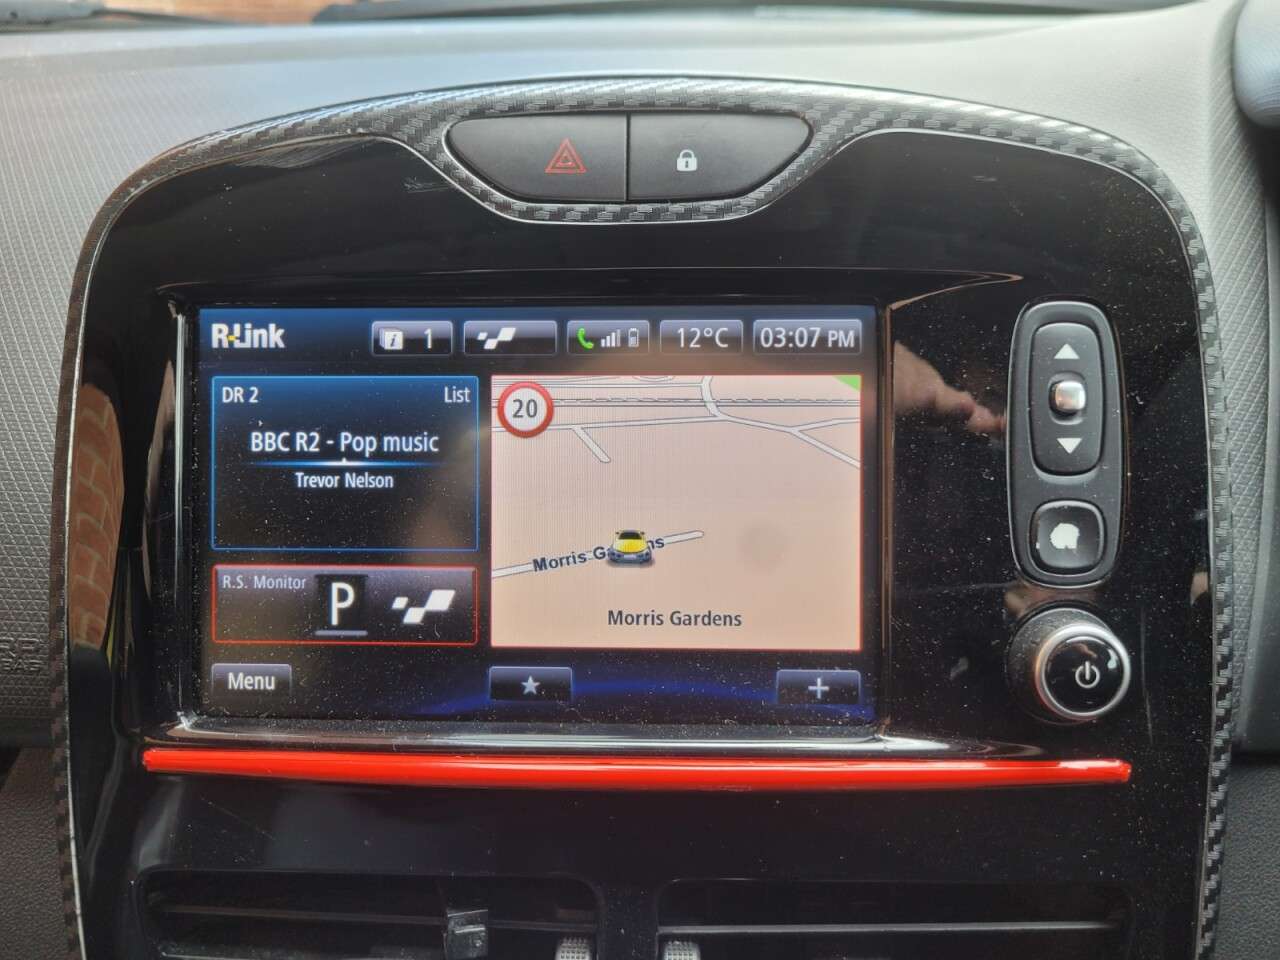 R-Link
1
12°C
03:07 PM
DR 2
List
BBC R2 - Pop music
Trevor Nelson
20
Morris Gardens
Morris Gardens
R.S. Monitor
P
Menu